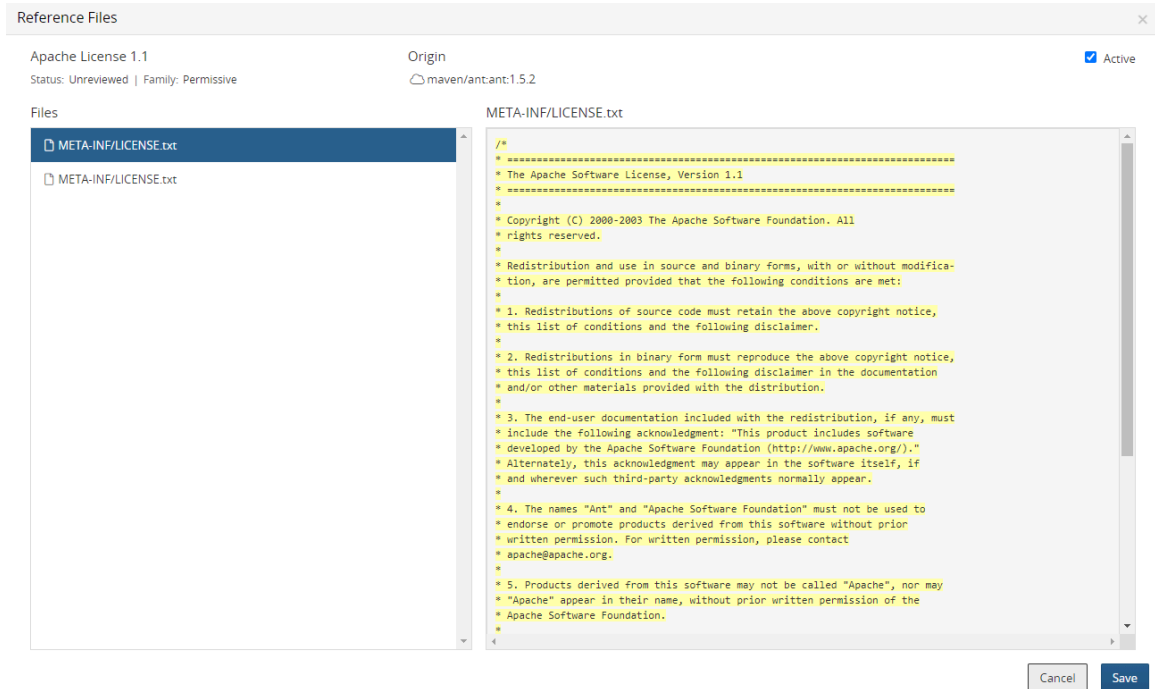 Reference Files
×
Apache License 1.1
Status: Unreviewed | Family: Permissive
Origin
maven/ant:ant:1.5.2
Active
Files
META-INF/LICENSE.txt
META-INF/LICENSE.txt
META-INF/LICENSE.txt
/*
* ============================================================================
* The Apache Software License, Version 1.1
* ============================================================================
*
* Copyright (C) 2000-2003 The Apache Software Foundation. All
* rights reserved.
*
* Redistribution and use in source and binary forms, with or without modifica-
* tion, are permitted provided that the following conditions are met:
*
* 1. Redistributions of source code must retain the above copyright notice,
* this list of conditions and the following disclaimer.
*
* 2. Redistributions in binary form must reproduce the above copyright notice,
* this list of conditions and the following disclaimer in the documentation
* and/or other materials provided with the distribution.
*
* 3. The end-user documentation included with the redistribution, if any, must
* include the following acknowledgment: "This product includes software
* developed by the Apache Software Foundation (http://www.apache.org/)."
* Alternately, this acknowledgment may appear in the software itself, if
* and wherever such third-party acknowledgments normally appear.
*
* 4. The names "Ant" and "Apache Software Foundation" must not be used to
* endorse or promote products derived from this software without prior
* written permission. For written permission, please contact
* apache@apache.org.
*
* 5. Products derived from this software may not be called "Apache", nor may
* "Apache" appear in their name, without prior written permission of the
* Apache Software Foundation.
*
Cancel
Save